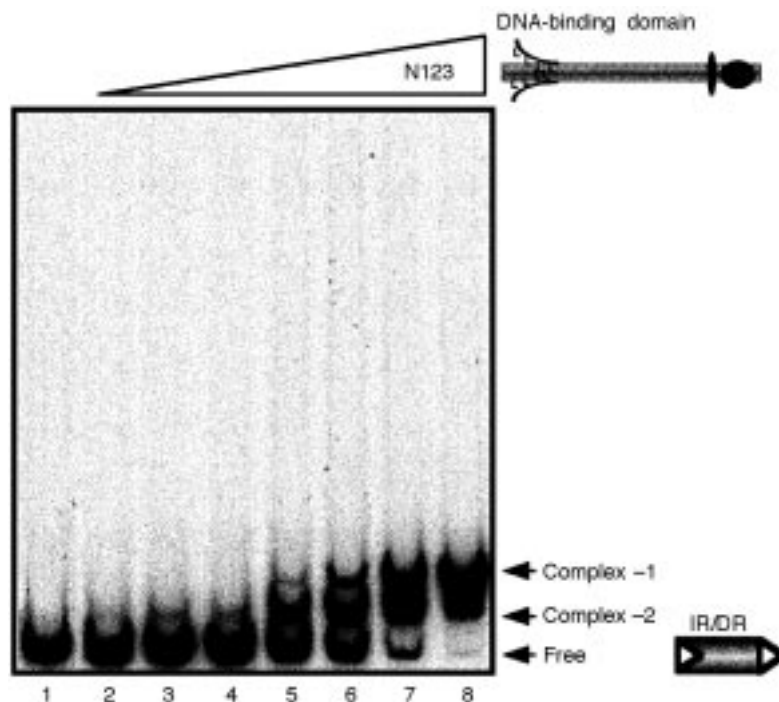 DNA-binding domain
N123
Complex –1
Complex –2
IR/DR
Free
1 2 3 4 5 6 7 8